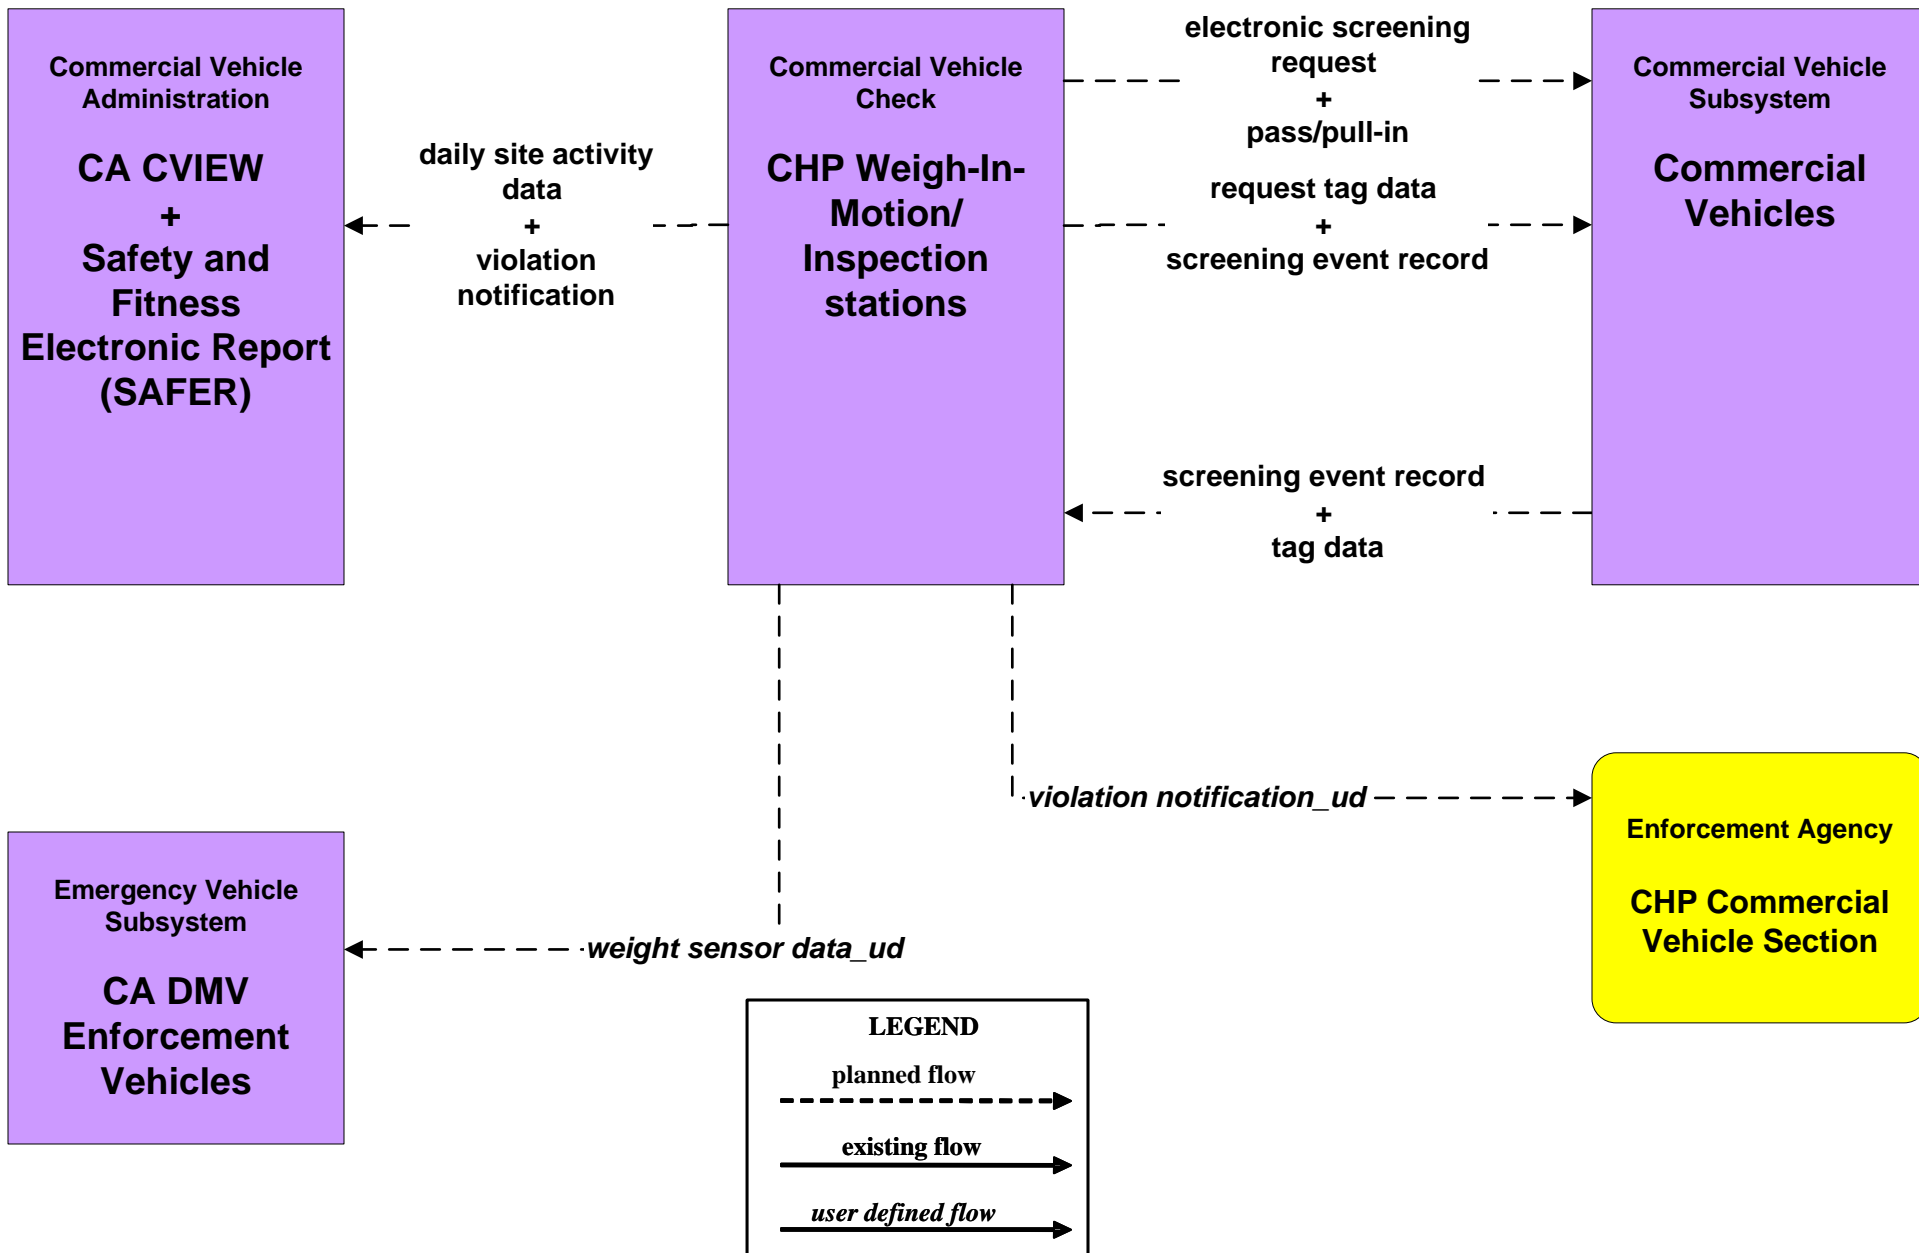 Commercial Vehicle
Administration
CA CVIEW
+
Safety and
Fitness
Electronic Report
(SAFER)
daily site activity
data
+
violation
notification
Commercial Vehicle
Check
CHP Weigh-In-
Motion/
Inspection
stations
electronic screening
request
+
pass/pull-in
request tag data
+
screening event record
screening event record
+
tag data
Commercial Vehicle
Subsystem
Commercial
Vehicles
violation notification_ud
Enforcement Agency
CHP Commercial
Vehicle Section
Emergency Vehicle
Subsystem
CA DMV
Enforcement
Vehicles
weight sensor data_ud
LEGEND
planned flow
existing flow
user defined flow